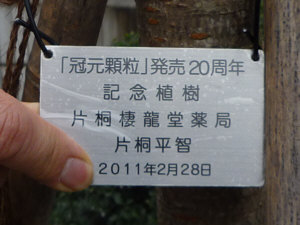 「冠元顆粒」発売20周年
記念植樹
片桐棲龍堂薬局
片桐平智
2011年2月28日